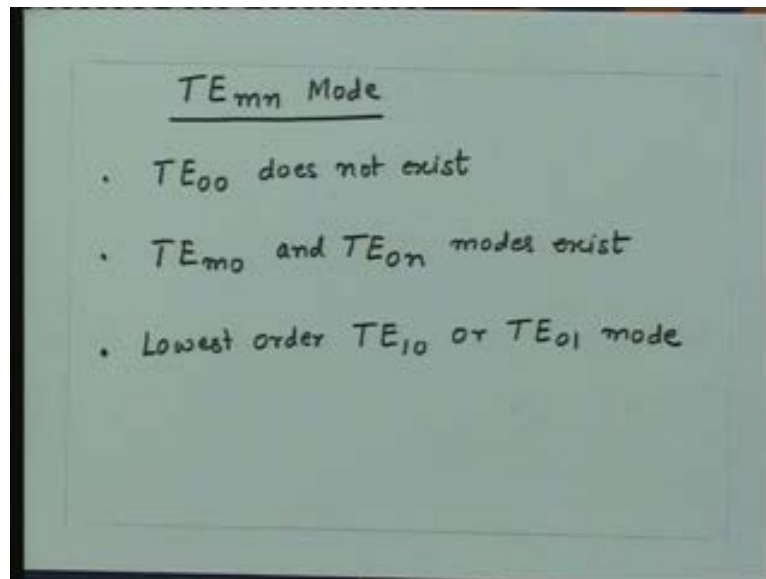 TEmn Mode
. TE00 does not exist
. TEm0 and TE0n modes exist
. Lowest order TE10 or TE01 mode